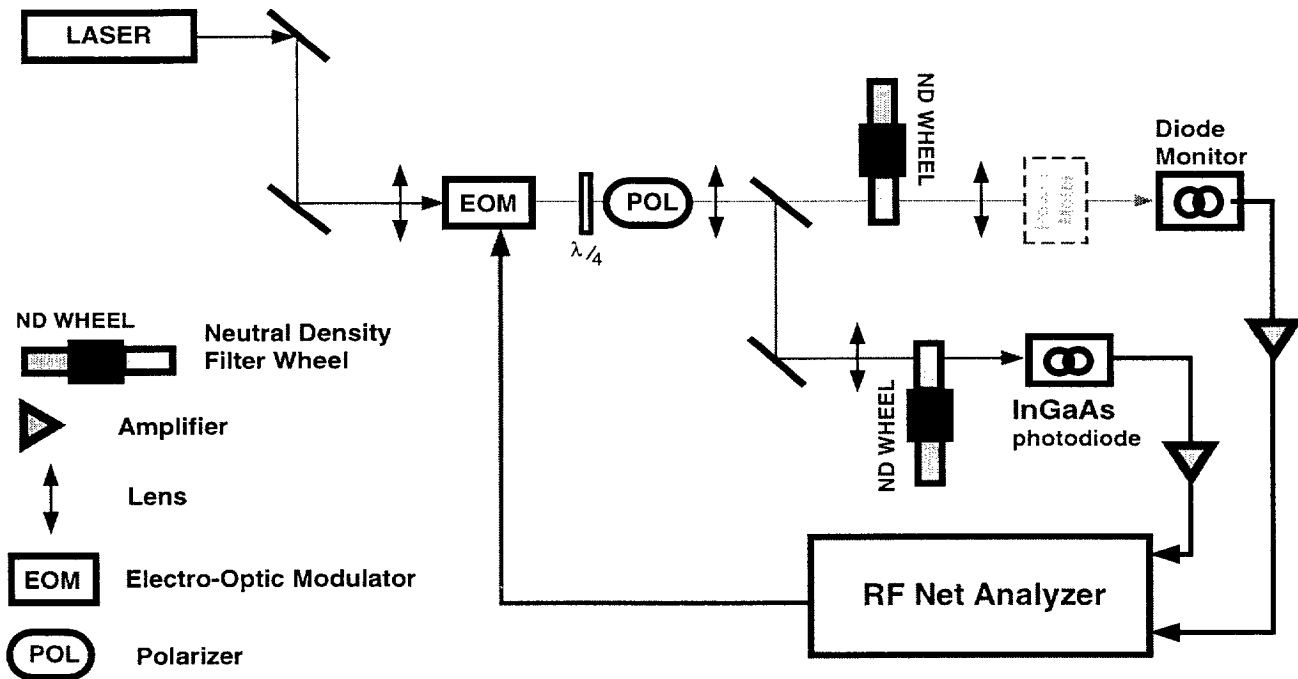 LASER
ND WHEEL
Diode
Monitor
EOM
POL
λ/4
ND WHEEL
Neutral Density
Filter Wheel
InGaAs
photodiode
ND WHEEL
Amplifier
Lens
RF Net Analyzer
EOM
Electro-Optic Modulator
POL
Polarizer